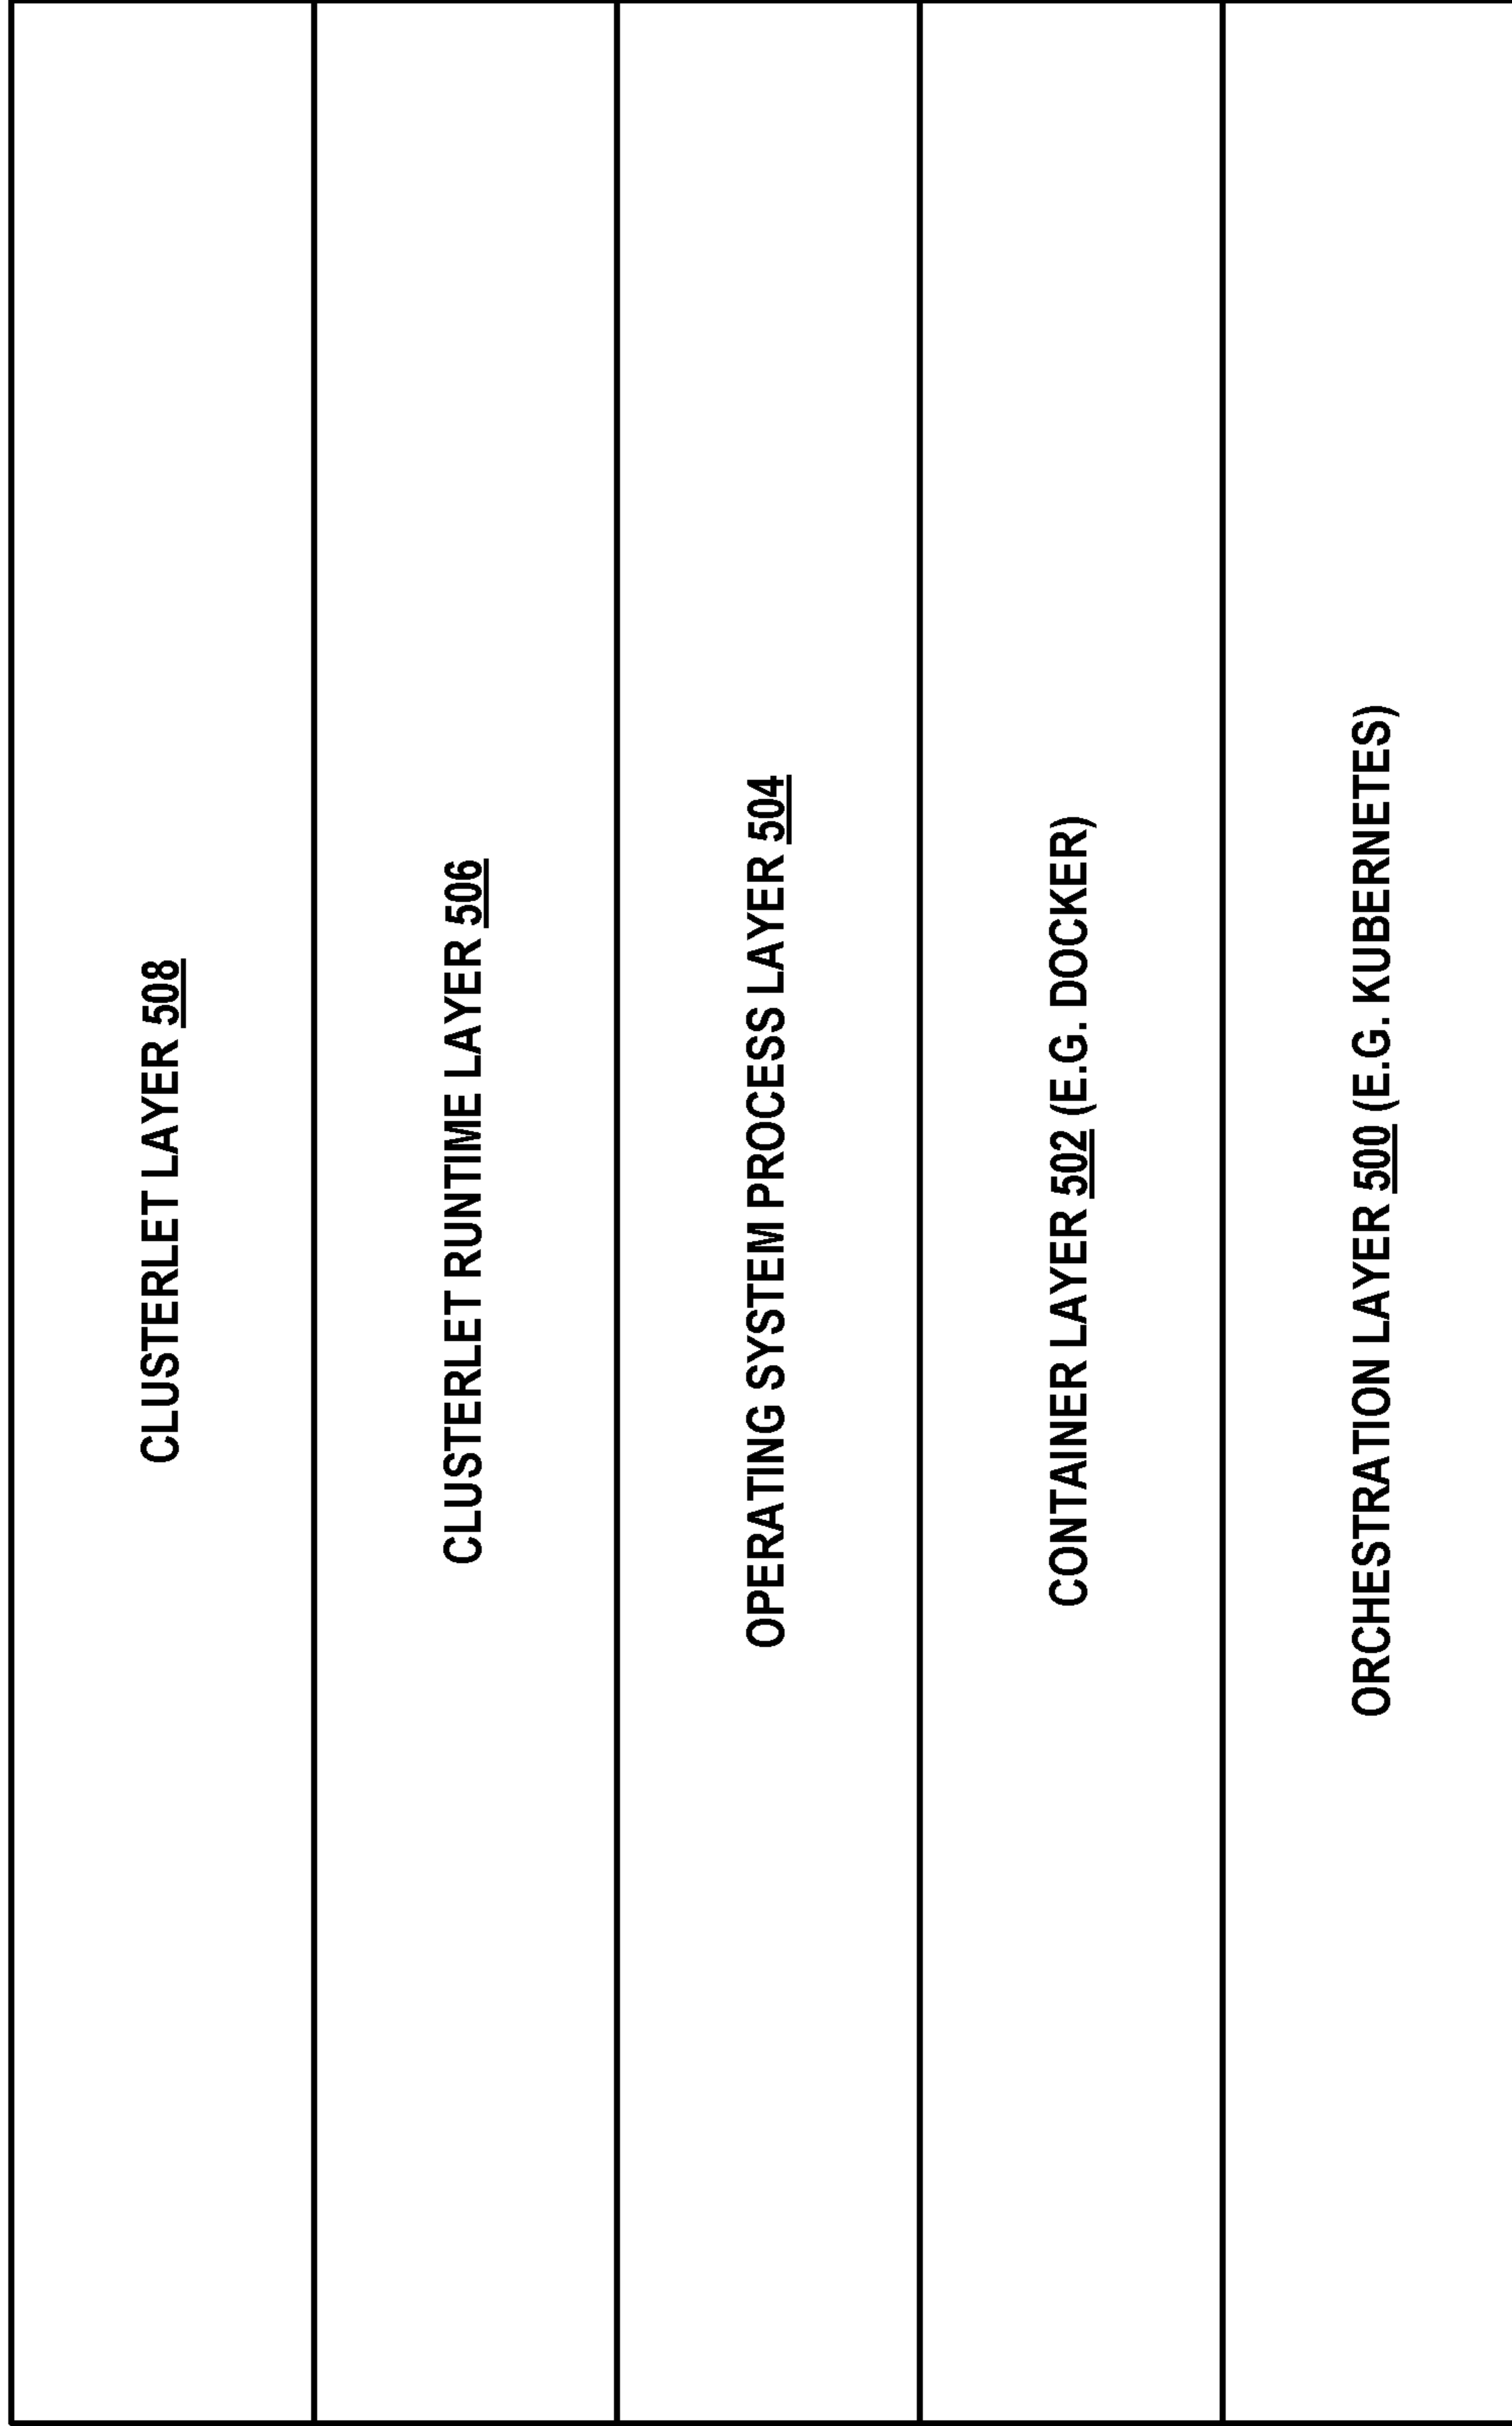 CLUSTERLET LAYER 508
CLUSTERLET RUNTIME LAYER 506
OPERATING SYSTEM PROCESS LAYER 504
CONTAINER LAYER 502 (E.G. DOCKER)
ORCHESTRATION LAYER 500 (E.G. KUBERNETES)